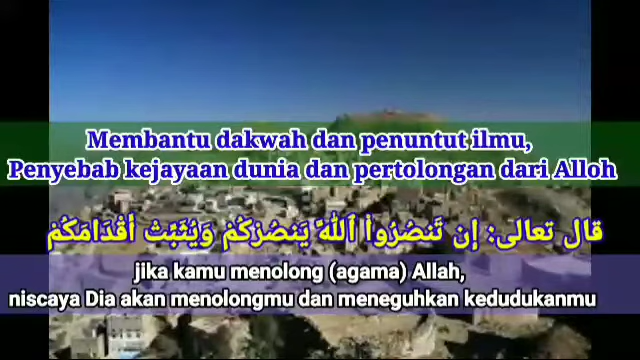 Membantu dakwah dan penuntut ilmu,
Penyebab kejayaan dunia dan pertolongan dari Alloh
قال تعالى: إِن تَنصُرُواْ ٱللَّهَ يَنصُرْكُمْ وَيُثَبِّتْ أَقْدَامَكُمْ
jika kamu menolong (agama) Allah,
niscaya Dia akan menolongmu dan meneguhkan kedudukanmu